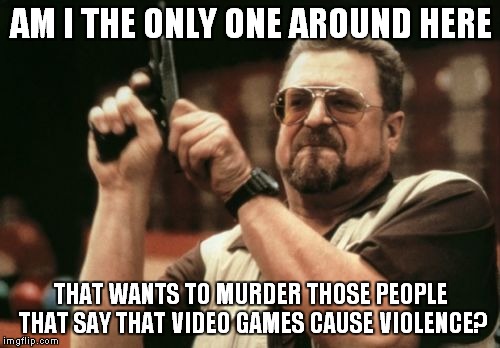 AM I THE ONLY ONE AROUND HERE
THAT WANTS TO MURDER THOSE PEOPLE
THAT SAY THAT VIDEO GAMES CAUSE VIOLENCE?
imgflip.com